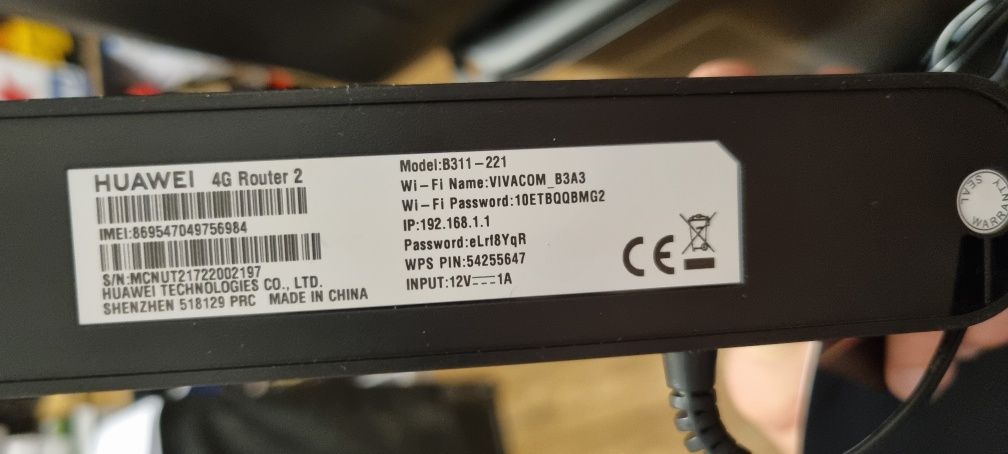 HUAWEI 4G Router 2
IMEI:869547049756984
S/N:MCNUT21722002197
HUAWEI TECHNOLOGIES CO., LTD.
SHENZHEN 518129 PRC MADE IN CHINA
Model:B311-221
Wi-Fi Name:VIVACOM_B3A3
Wi-Fi Password:10ETBQQBMG2
IP:192.168.1.1
Password:eLrf8YqR
WPS PIN:54255647
INPUT:12V⎓1A
CE
SEAL
WARRANTY